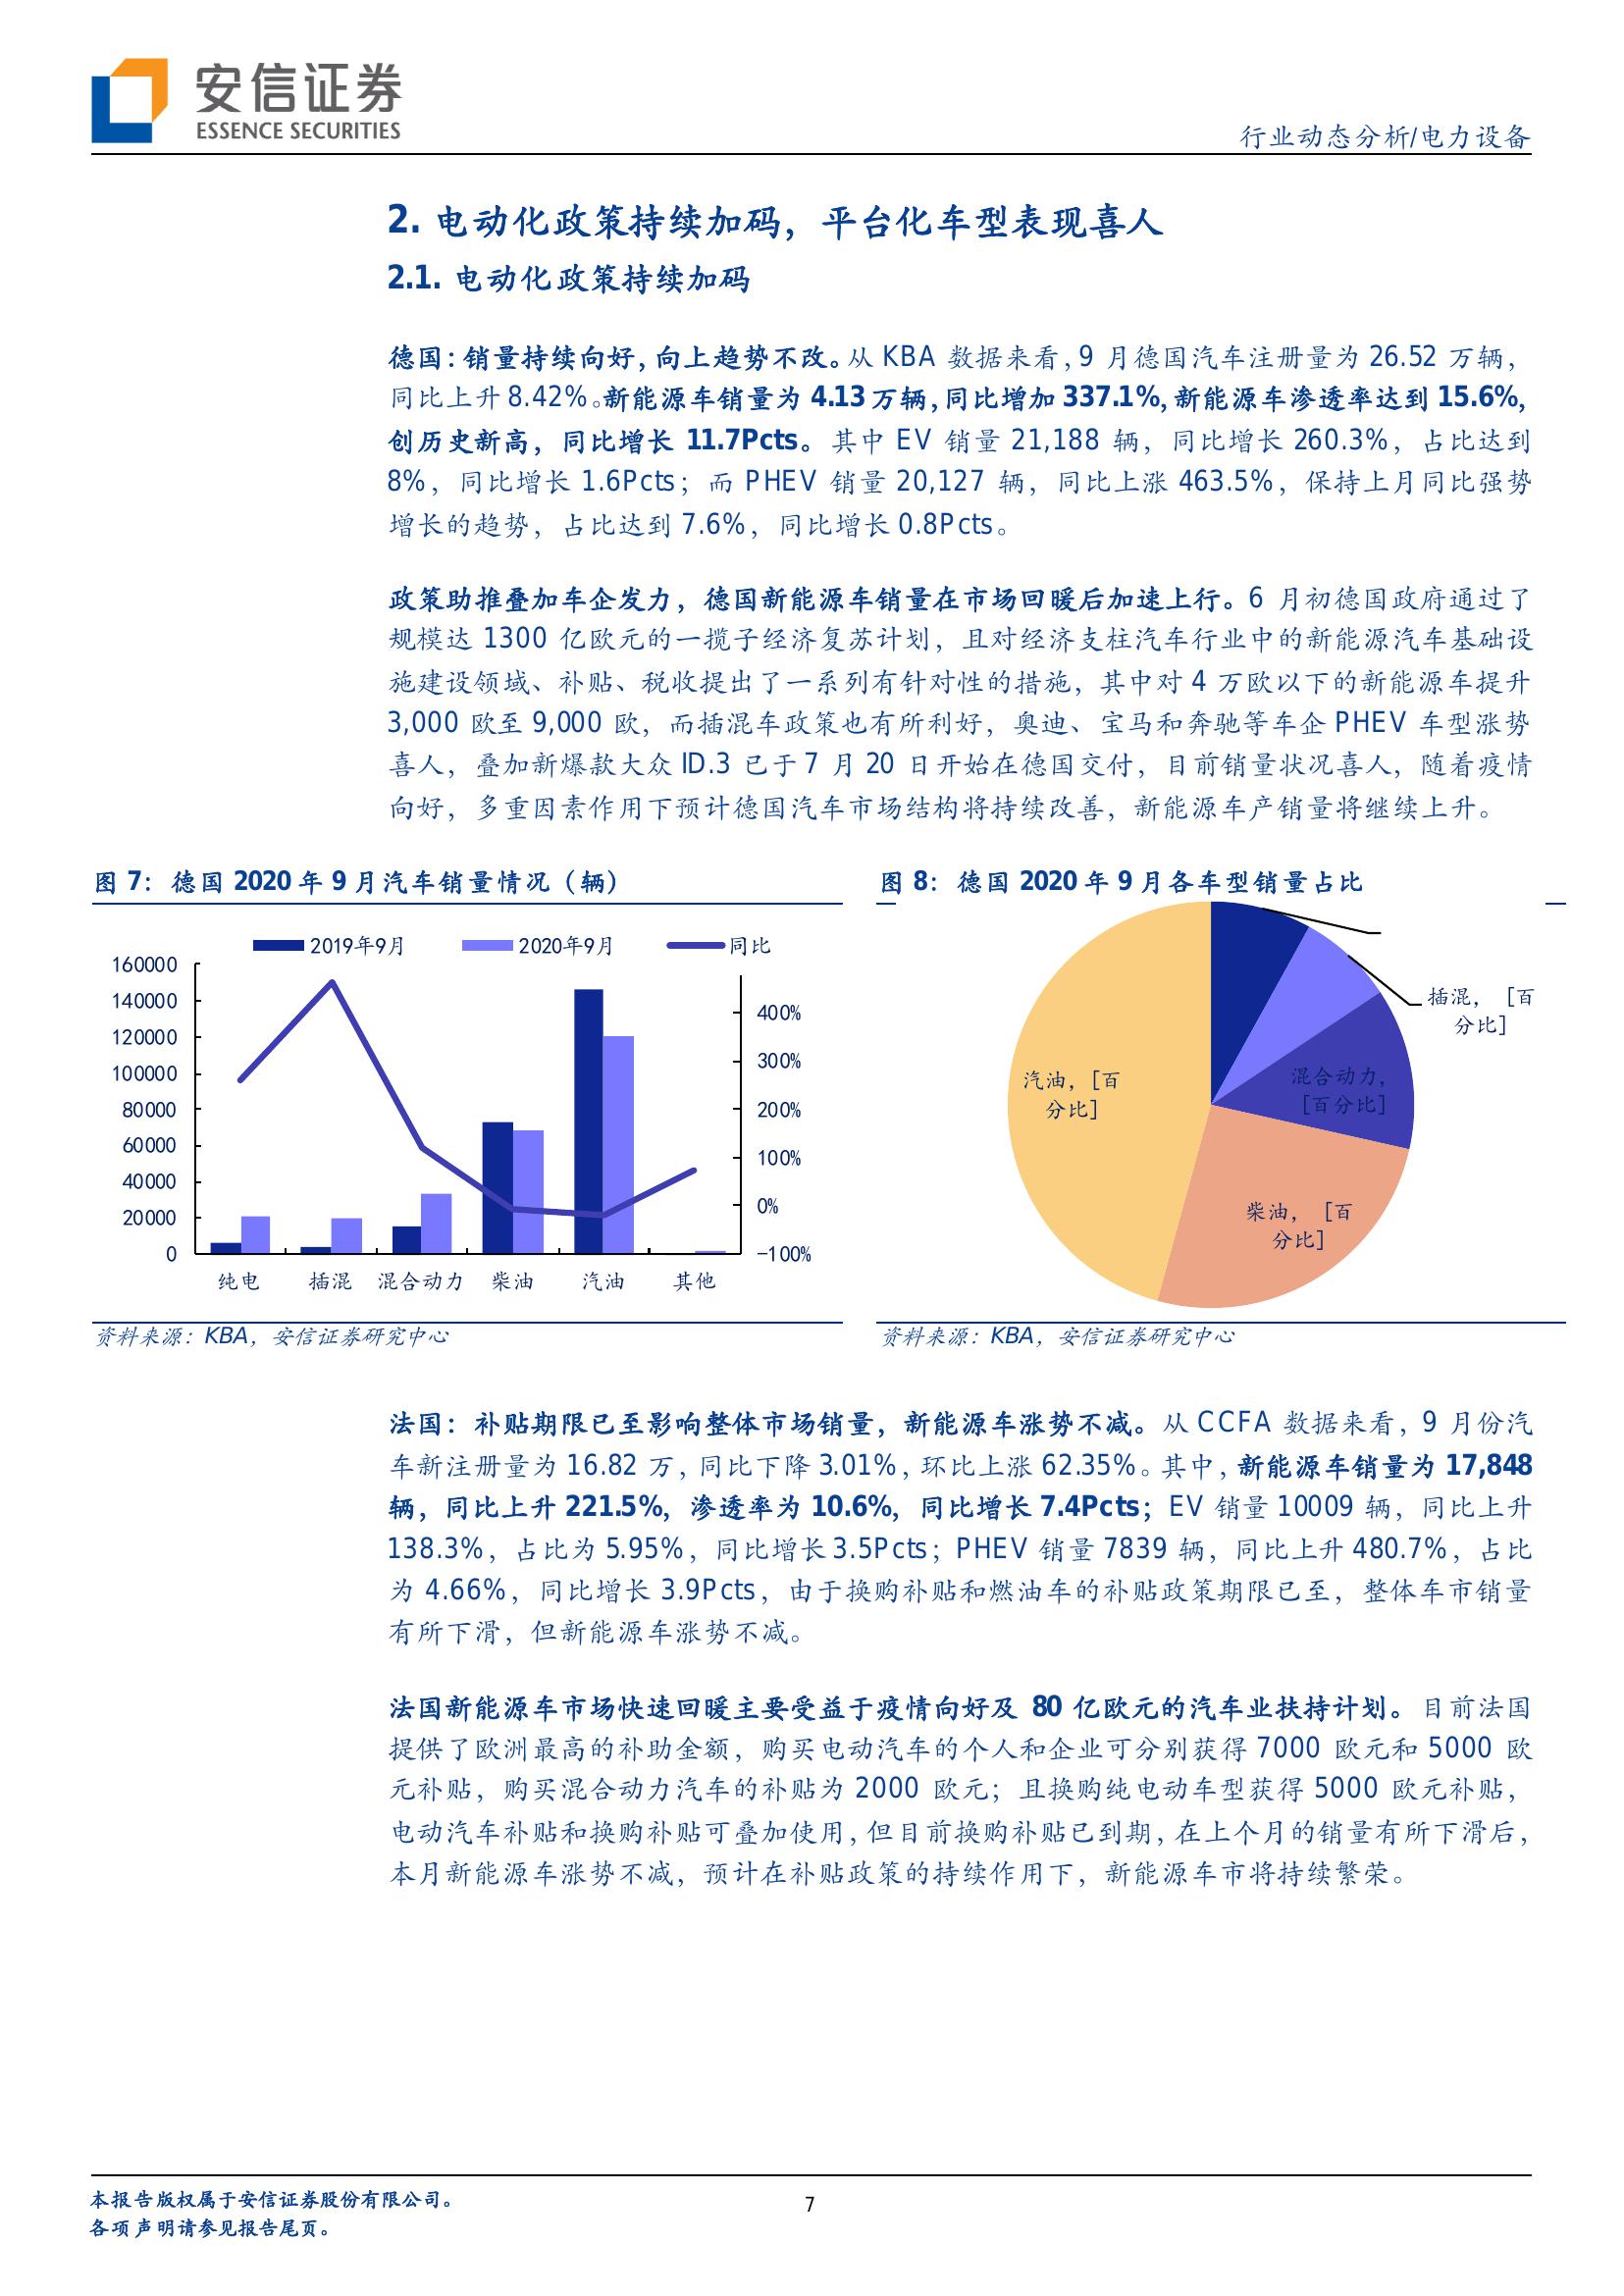 安信证券
ESSENCE SECURITIES
行业动态分析/电力设备
2. 电动化政策持续加码，平台化车型表现喜人
2.1. 电动化政策持续加码
德国：销量持续向好，向上趋势不改。从 KBA 数据来看，9 月德国汽车注册量为 26.52 万辆，
同比上升 8.42%。新能源车销量为 4.13 万辆，同比增加 337.1%，新能源车渗透率达到 15.6%，
创历史新高，同比增长 11.7Pcts。其中 EV 销量 21,188 辆，同比增长 260.3%，占比达到
8%，同比增长 1.6Pcts；而 PHEV 销量 20,127 辆，同比上涨 463.5%，保持上月同比强势
增长的趋势，占比达到 7.6%，同比增长 0.8Pcts。
政策助推叠加车企发力，德国新能源车销量在市场回暖后加速上行。6 月初德国政府通过了
规模达 1300 亿欧元的一揽子经济复苏计划，且对经济支柱汽车行业中的新能源汽车基础设
施建设领域、补贴、税收提出了一系列有针对性的措施，其中对 4 万欧以下的新能源车提升
3,000 欧至 9,000 欧，而插混车政策也有所利好，奥迪、宝马和奔驰等车企 PHEV 车型涨势
喜人，叠加新爆款大众 ID.3 已于 7 月 20 日开始在德国交付，目前销量状况喜人，随着疫情
向好，多重因素作用下预计德国汽车市场结构将持续改善，新能源车产销量将继续上升。
图 7：德国 2020 年 9 月汽车销量情况（辆）
2019年9月 2020年9月 同比
160000
140000
120000
100000
80000
60000
40000
20000
0
400%
300%
200%
100%
0%
-100%
纯电 插混 混合动力 柴油 汽油 其他
资料来源：KBA，安信证券研究中心
图 8：德国 2020 年 9 月各车型销量占比
插混，[百
分比]
混合动力，
[百分比]
汽油，[百
分比]
柴油，[百
分比]
资料来源：KBA，安信证券研究中心
法国：补贴期限已至影响整体市场销量，新能源车涨势不减。从 CCFA 数据来看，9 月份汽
车新注册量为 16.82 万，同比下降 3.01%，环比上涨 62.35%。其中，新能源车销量为 17,848
辆，同比上升 221.5%，渗透率为 10.6%，同比增长 7.4Pcts；EV 销量 10009 辆，同比上升
138.3%，占比为 5.95%，同比增长 3.5Pcts；PHEV 销量 7839 辆，同比上升 480.7%，占比
为 4.66%，同比增长 3.9Pcts，由于换购补贴和燃油车的补贴政策期限已至，整体车市销量
有所下滑，但新能源车涨势不减。
法国新能源车市场快速回暖主要受益于疫情向好及 80 亿欧元的汽车业扶持计划。目前法国
提供了欧洲最高的补助金额，购买电动汽车的个人和企业可分别获得 7000 欧元和 5000 欧
元补贴，购买混合动力汽车的补贴为 2000 欧元；且换购纯电动车型获得 5000 欧元补贴，
电动汽车补贴和换购补贴可叠加使用，但目前换购补贴已到期，在上个月的销量有所下滑后，
本月新能源车涨势不减，预计在补贴政策的持续作用下，新能源车市将持续繁荣。
本报告版权属于安信证券股份有限公司。
各项声明请参见报告尾页。
7